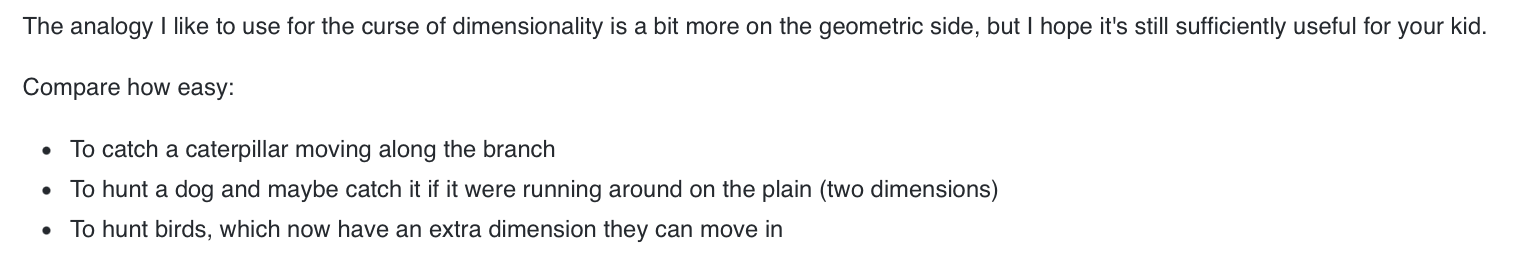 The analogy I like to use for the curse of dimensionality is a bit more on the geometric side, but I hope it's still sufficiently useful for your kid.
Compare how easy:
• To catch a caterpillar moving along the branch
• To hunt a dog and maybe catch it if it were running around on the plain (two dimensions)
• To hunt birds, which now have an extra dimension they can move in